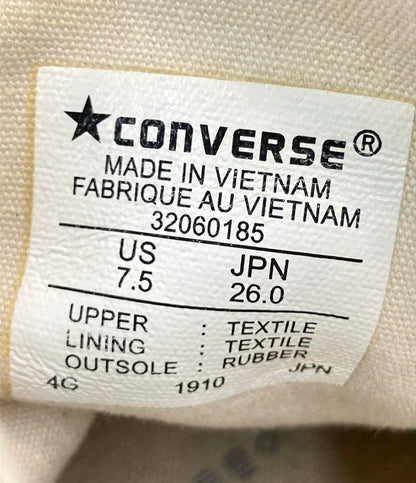 ★CONVERSE®
MADE IN VIETNAM
FABRIQUE AU VIETNAM
32060185
US JPN
7.5 26.0
UPPER : TEXTILE
LINING : TEXTILE
OUTSOLE : RUBBER
4G 1910 JPN